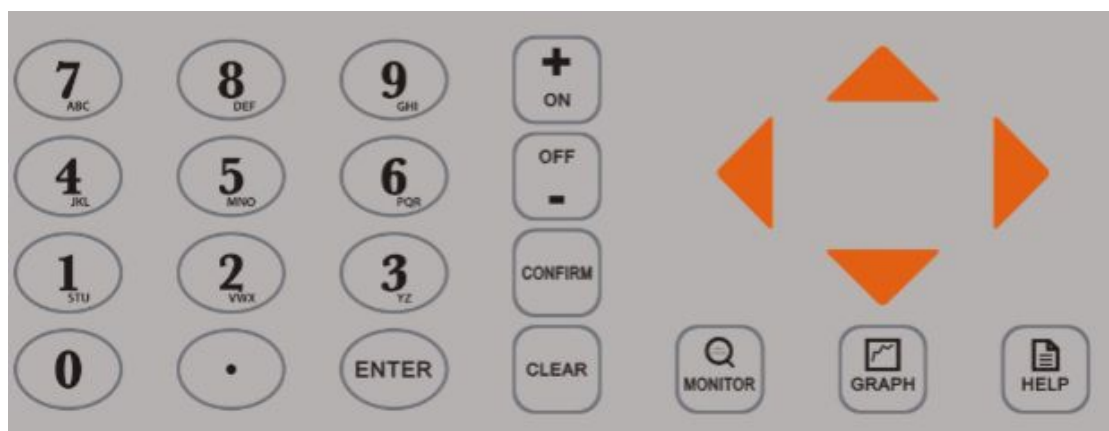 7 ABC 8 DEF 9 GHI + ON
4 JKL 5 MNO 6 PQR OFF -
1 STU 2 VWX 3 YZ CONFIRM
0 . ENTER CLEAR MONITOR GRAPH HELP